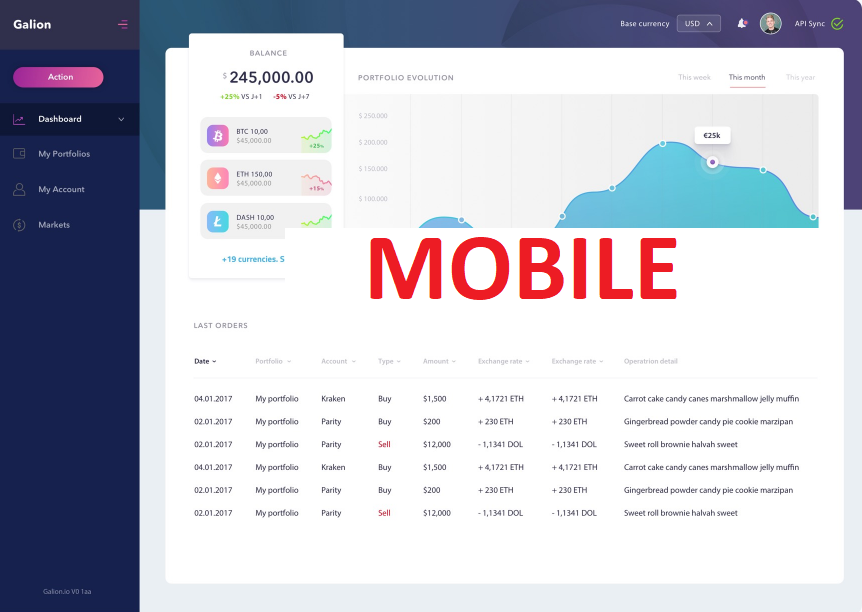 Galion
Base currency USD API Sync
Action
Dashboard
My Portfolios
My Account
Markets
Galion.io V0 1aa
BALANCE
$ 245,000.00
+25% VS J+1 -5% VS J+7
BTC 10,00
$45,000.00
+25%
ETH 150,00
$45,000.00
+15%
DASH 10,00
$45,000.00
+19 currencies. S
PORTFOLIO EVOLUTION
This week This month This year
$ 250.000
$ 200.000
$ 150.000
$ 100.000
€25k
MOBILE
LAST ORDERS
Date Portfolio Account Type Amount Exchange rate Exchange rate Operatrion detail
04.01.2017 My portfolio Kraken Buy $1,500 + 4,1721 ETH + 4,1721 ETH Carrot cake candy canes marshmallow jelly muffin
02.01.2017 My portfolio Parity Buy $200 + 230 ETH + 230 ETH Gingerbread powder candy pie cookie marzipan
02.01.2017 My portfolio Parity Sell $12,000 - 1,1341 DOL - 1,1341 DOL Sweet roll brownie halvah sweet
04.01.2017 My portfolio Kraken Buy $1,500 + 4,1721 ETH + 4,1721 ETH Carrot cake candy canes marshmallow jelly muffin
02.01.2017 My portfolio Parity Buy $200 + 230 ETH + 230 ETH Gingerbread powder candy pie cookie marzipan
02.01.2017 My portfolio Parity Sell $12,000 - 1,1341 DOL - 1,1341 DOL Sweet roll brownie halvah sweet